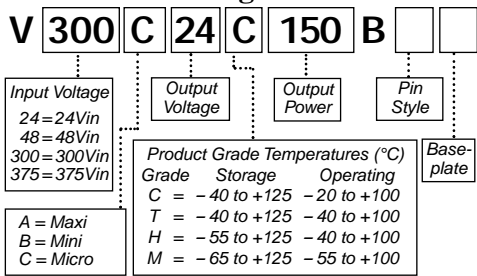 V 300 C 24 C 150 B
Input Voltage
24 = 24Vin
48 = 48Vin
300 = 300Vin
375 = 375Vin
Output
Voltage
Output
Power
Pin
Style
Base-
plate
Product Grade Temperatures (°C)
Grade Storage Operating
C = – 40 to +125 – 20 to +100
T = – 40 to +125 – 40 to +100
H = – 55 to +125 – 40 to +100
M = – 65 to +125 – 55 to +100
A = Maxi
B = Mini
C = Micro